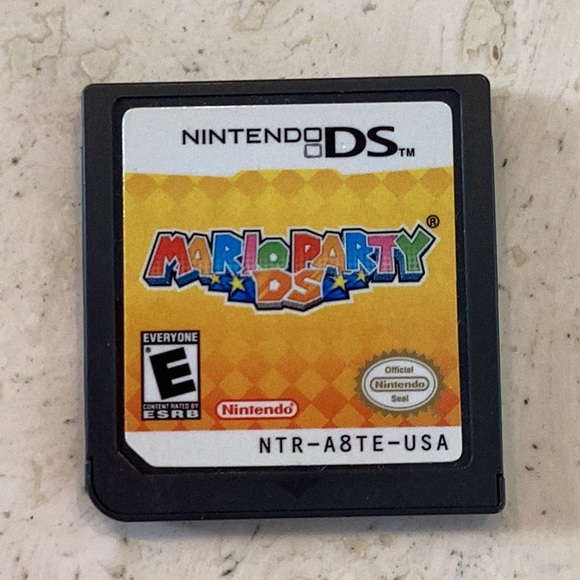 NINTENDO DS™
MARIO PARTY®
DS
EVERYONE
E®
CONTENT RATED BY
ESRB
Nintendo®
Official
Nintendo
Seal
NTR-A8TE-USA